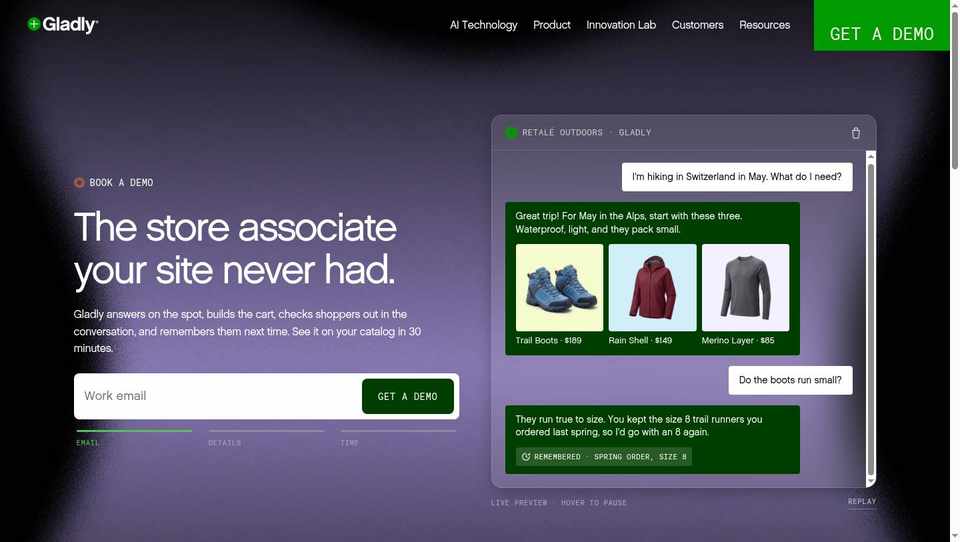 Gladly
AI Technology
Product
Innovation Lab
Customers
Resources
GET A DEMO
BOOK A DEMO
The store associate
your site never had.
Gladly answers on the spot, builds the cart, checks shoppers out in the
conversation, and remembers them next time. See it on your catalog in 30
minutes.
Work email
GET A DEMO
EMAIL
DETAILS
TIME
RETALÉ OUTDOORS · GLADLY
I'm hiking in Switzerland in May. What do I need?
Great trip! For May in the Alps, start with these three.
Waterproof, light, and they pack small.
Trail Boots · $189
Rain Shell · $149
Merino Layer · $85
Do the boots run small?
They run true to size. You kept the size 8 trail runners you
ordered last spring, so I'd go with an 8 again.
REMEMBERED · SPRING ORDER, SIZE 8
LIVE PREVIEW · HOVER TO PAUSE
REPLAY